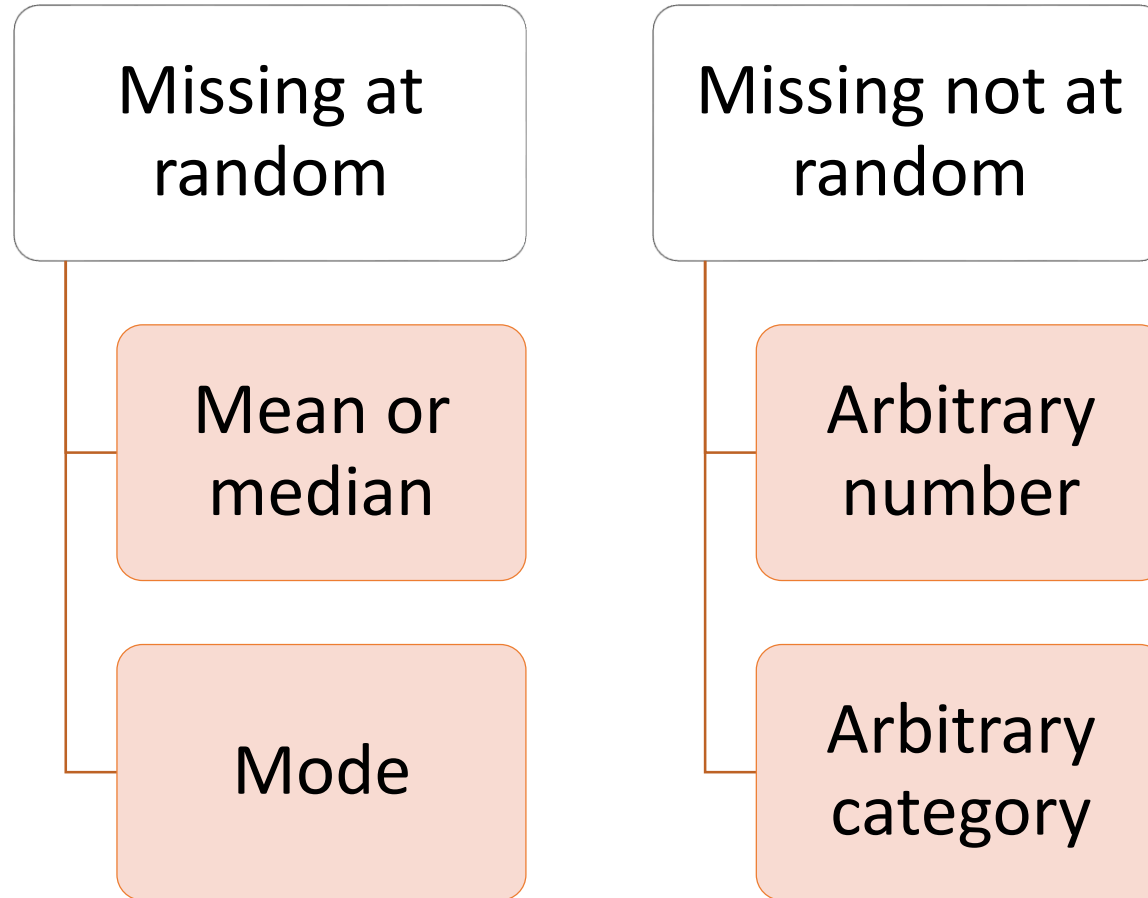 Missing at
random
Mean or
median
Mode
Missing not at
random
Arbitrary
number
Arbitrary
category